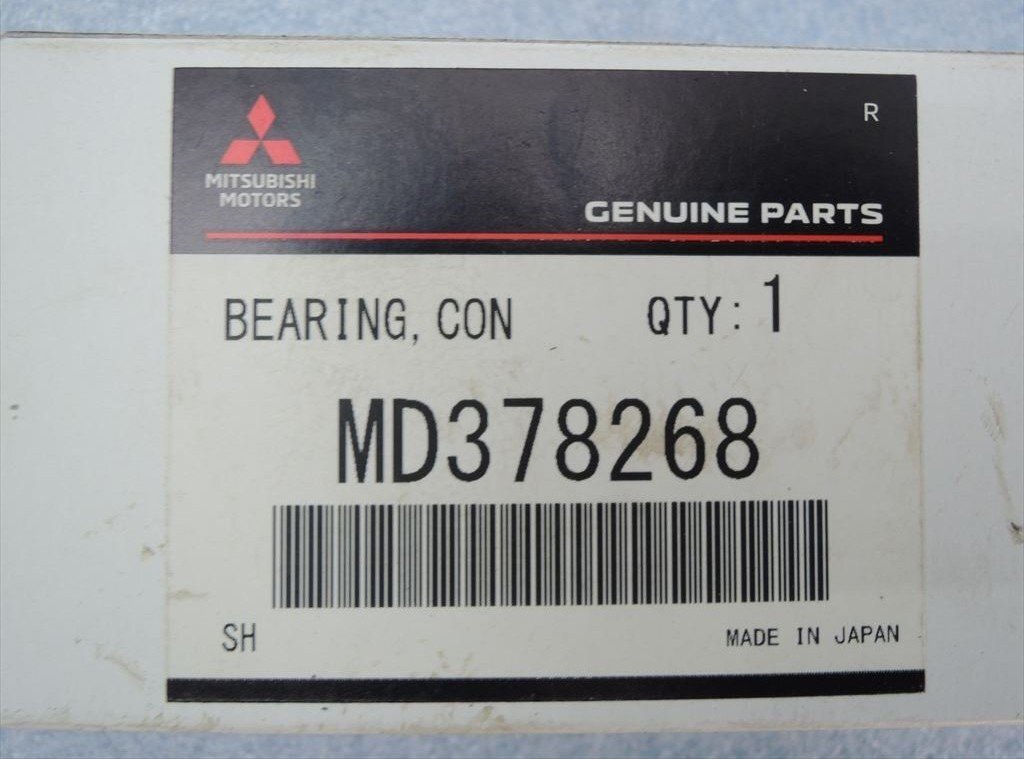 R
MITSUBISHI
MOTORS
GENUINE PARTS
BEARING, CON QTY: 1
MD378268
SH MADE IN JAPAN